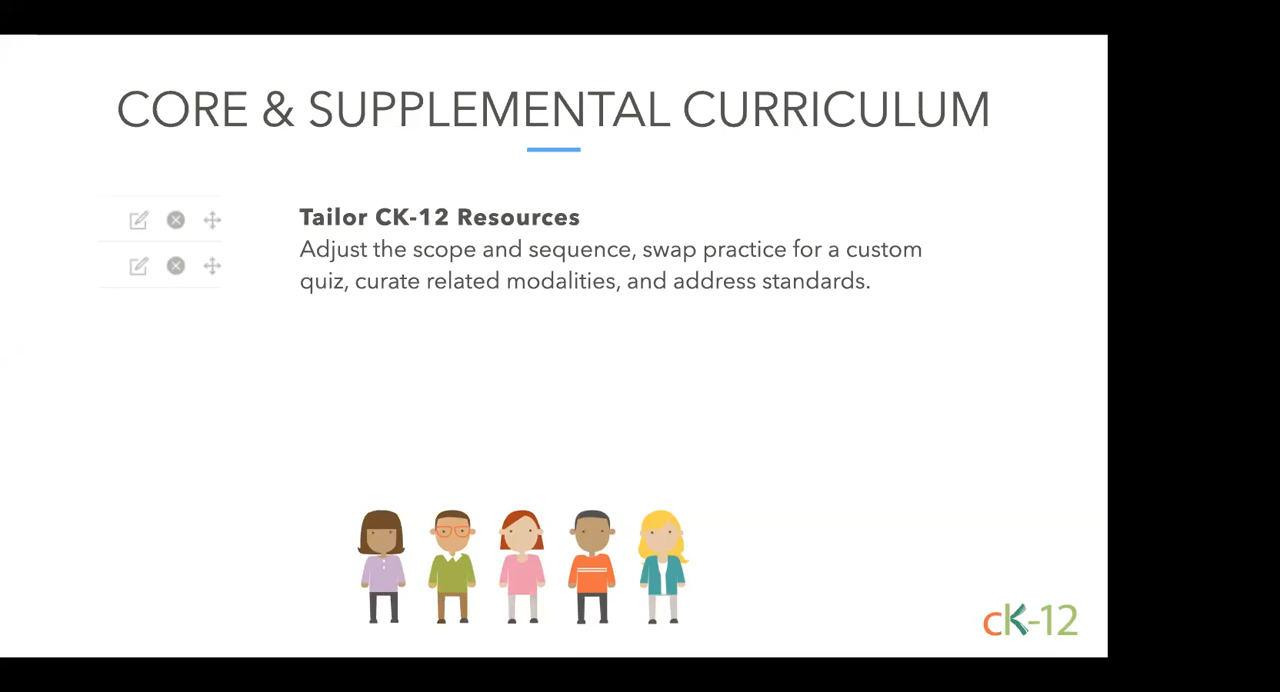 CORE & SUPPLEMENTAL CURRICULUM
Tailor CK-12 Resources
Adjust the scope and sequence, swap practice for a custom
quiz, curate related modalities, and address standards.
cK-12